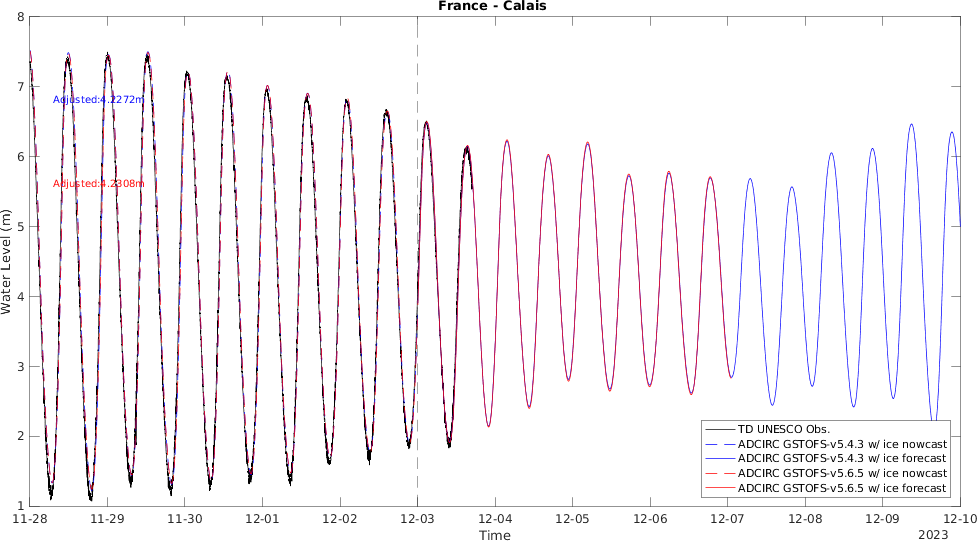 France - Calais
8
7
6
5
4
3
2
1
Water Level (m)
Adjusted:4.2272m
Adjusted:4.2308m
TD UNESCO Obs.
ADCIRC GSTOFS-v5.4.3 w/ ice nowcast
ADCIRC GSTOFS-v5.4.3 w/ ice forecast
ADCIRC GSTOFS-v5.6.5 w/ ice nowcast
ADCIRC GSTOFS-v5.6.5 w/ ice forecast
11-28 11-29 11-30 12-01 12-02 12-03 12-04 12-05 12-06 12-07 12-08 12-09 12-10
Time
2023